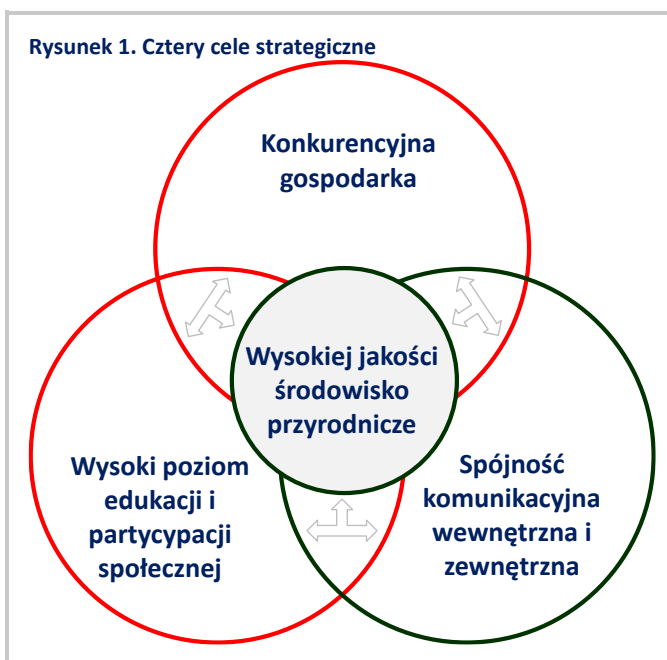 Rysunek 1. Cztery cele strategiczne
Konkurencyjna
gospodarka
Wysokiej jakości
środowisko
przyrodnicze
Wysoki poziom
edukacji i
partycypacji
społecznej
Spójność
komunikacyjna
wewnętrzna i
zewnętrzna